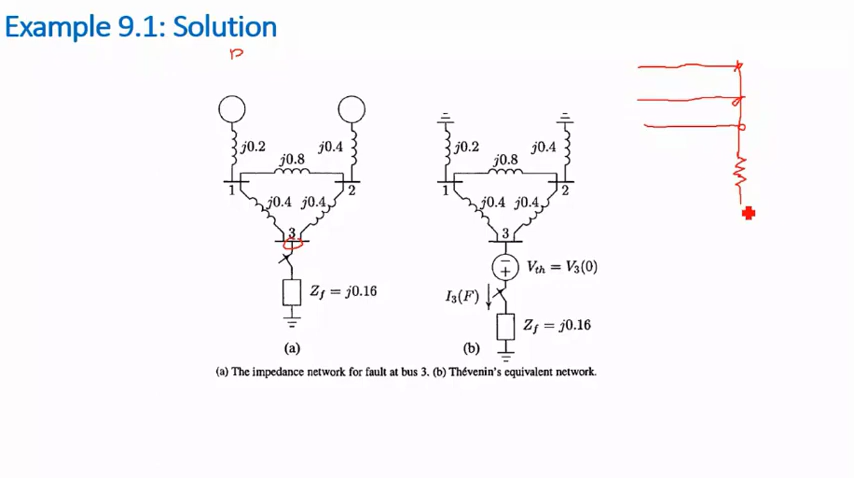 Example 9.1: Solution
j0.2
j0.8
j0.4
1
2
j0.4 j0.4
3
Z_f = j0.16
(a)
j0.2
j0.8
j0.4
1
2
j0.4 j0.4
3
V_th = V_3(0)
I_3(F)
Z_f = j0.16
(b)
(a) The impedance network for fault at bus 3. (b) Thévenin's equivalent network.